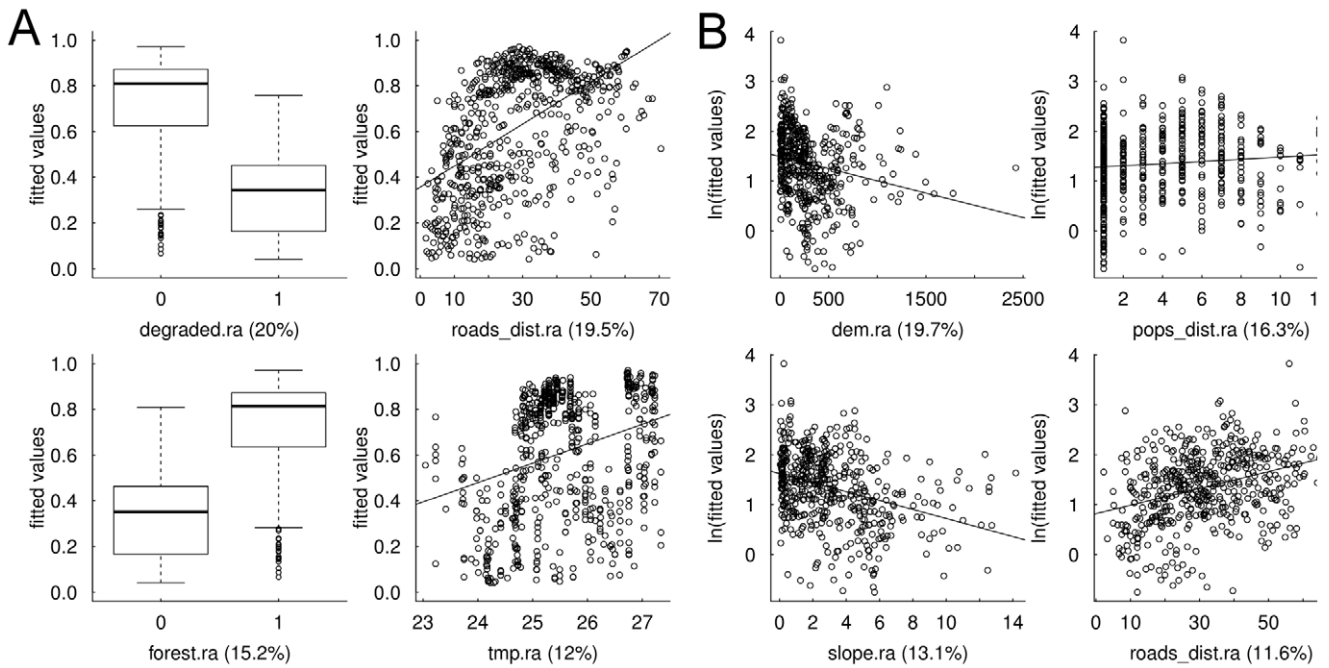 A
B
fitted values
1.0
0.8
0.6
0.4
0.2
0.0
0 1
degraded.ra (20%)
fitted values
1.0
0.8
0.6
0.4
0.2
0.0
0 10 30 50 70
roads_dist.ra (19.5%)
ln(fitted values)
4
3
2
1
0
0 500 1500 2500
dem.ra (19.7%)
ln(fitted values)
4
3
2
1
0
2 4 6 8 10 1
pops_dist.ra (16.3%)
fitted values
1.0
0.8
0.6
0.4
0.2
0.0
0 1
forest.ra (15.2%)
fitted values
1.0
0.8
0.6
0.4
0.2
0.0
23 24 25 26 27
tmp.ra (12%)
ln(fitted values)
4
3
2
1
0
0 2 4 6 8 10 14
slope.ra (13.1%)
ln(fitted values)
4
3
2
1
0
0 10 30 50
roads_dist.ra (11.6%)